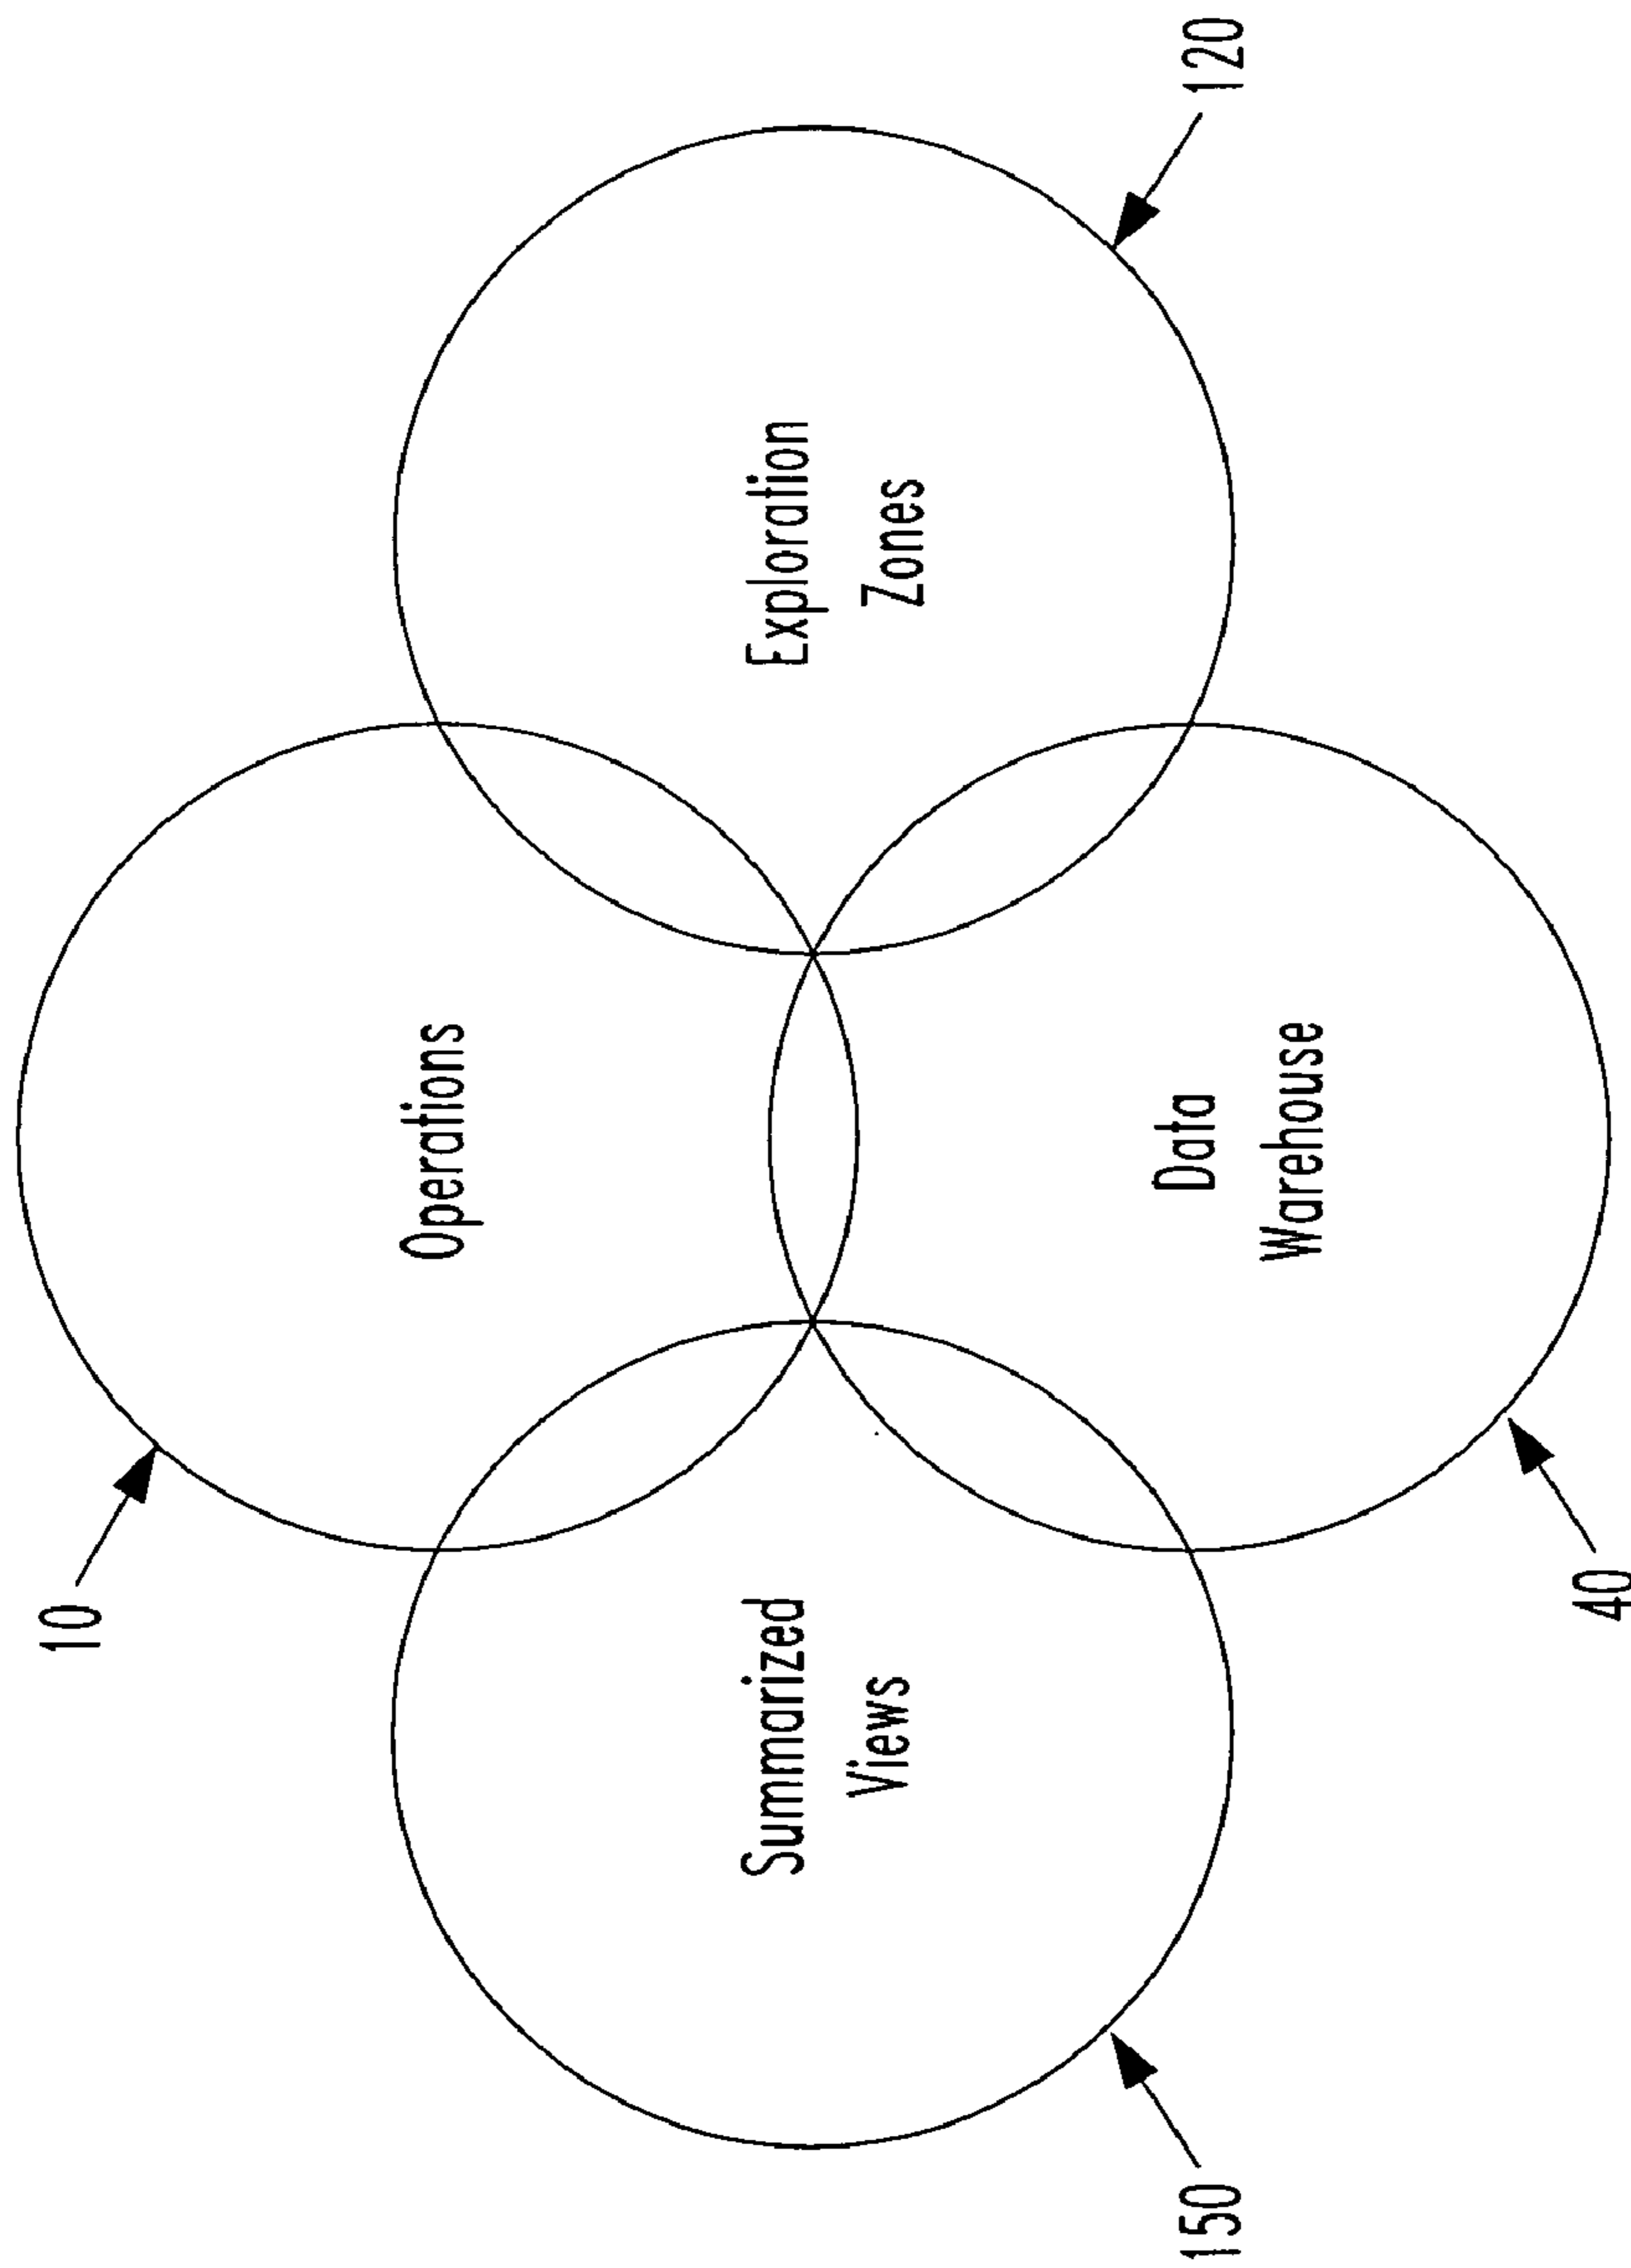 10
Operations
120
Summarized
Views
Exploration
Zones
150
Data
Warehouse
40